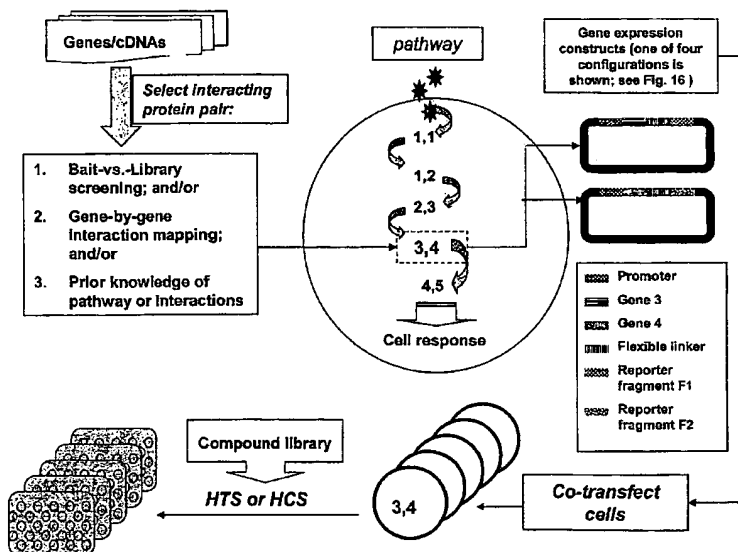 Genes/cDNAs
Select interacting
protein pair:
1. Bait-vs.-Library
screening; and/or
2. Gene-by-gene
Interaction mapping;
and/or
3. Prior knowledge of
pathway or Interactions
pathway
1,1
1,2
2,3
3,4
4,5
Cell response
Gene expression
constructs (one of four
configurations is
shown; see Fig. 16 )
Promoter
Gene 3
Gene 4
Flexible linker
Reporter
fragment F1
Reporter
fragment F2
Compound library
HTS or HCS
3,4
Co-transfect
cells